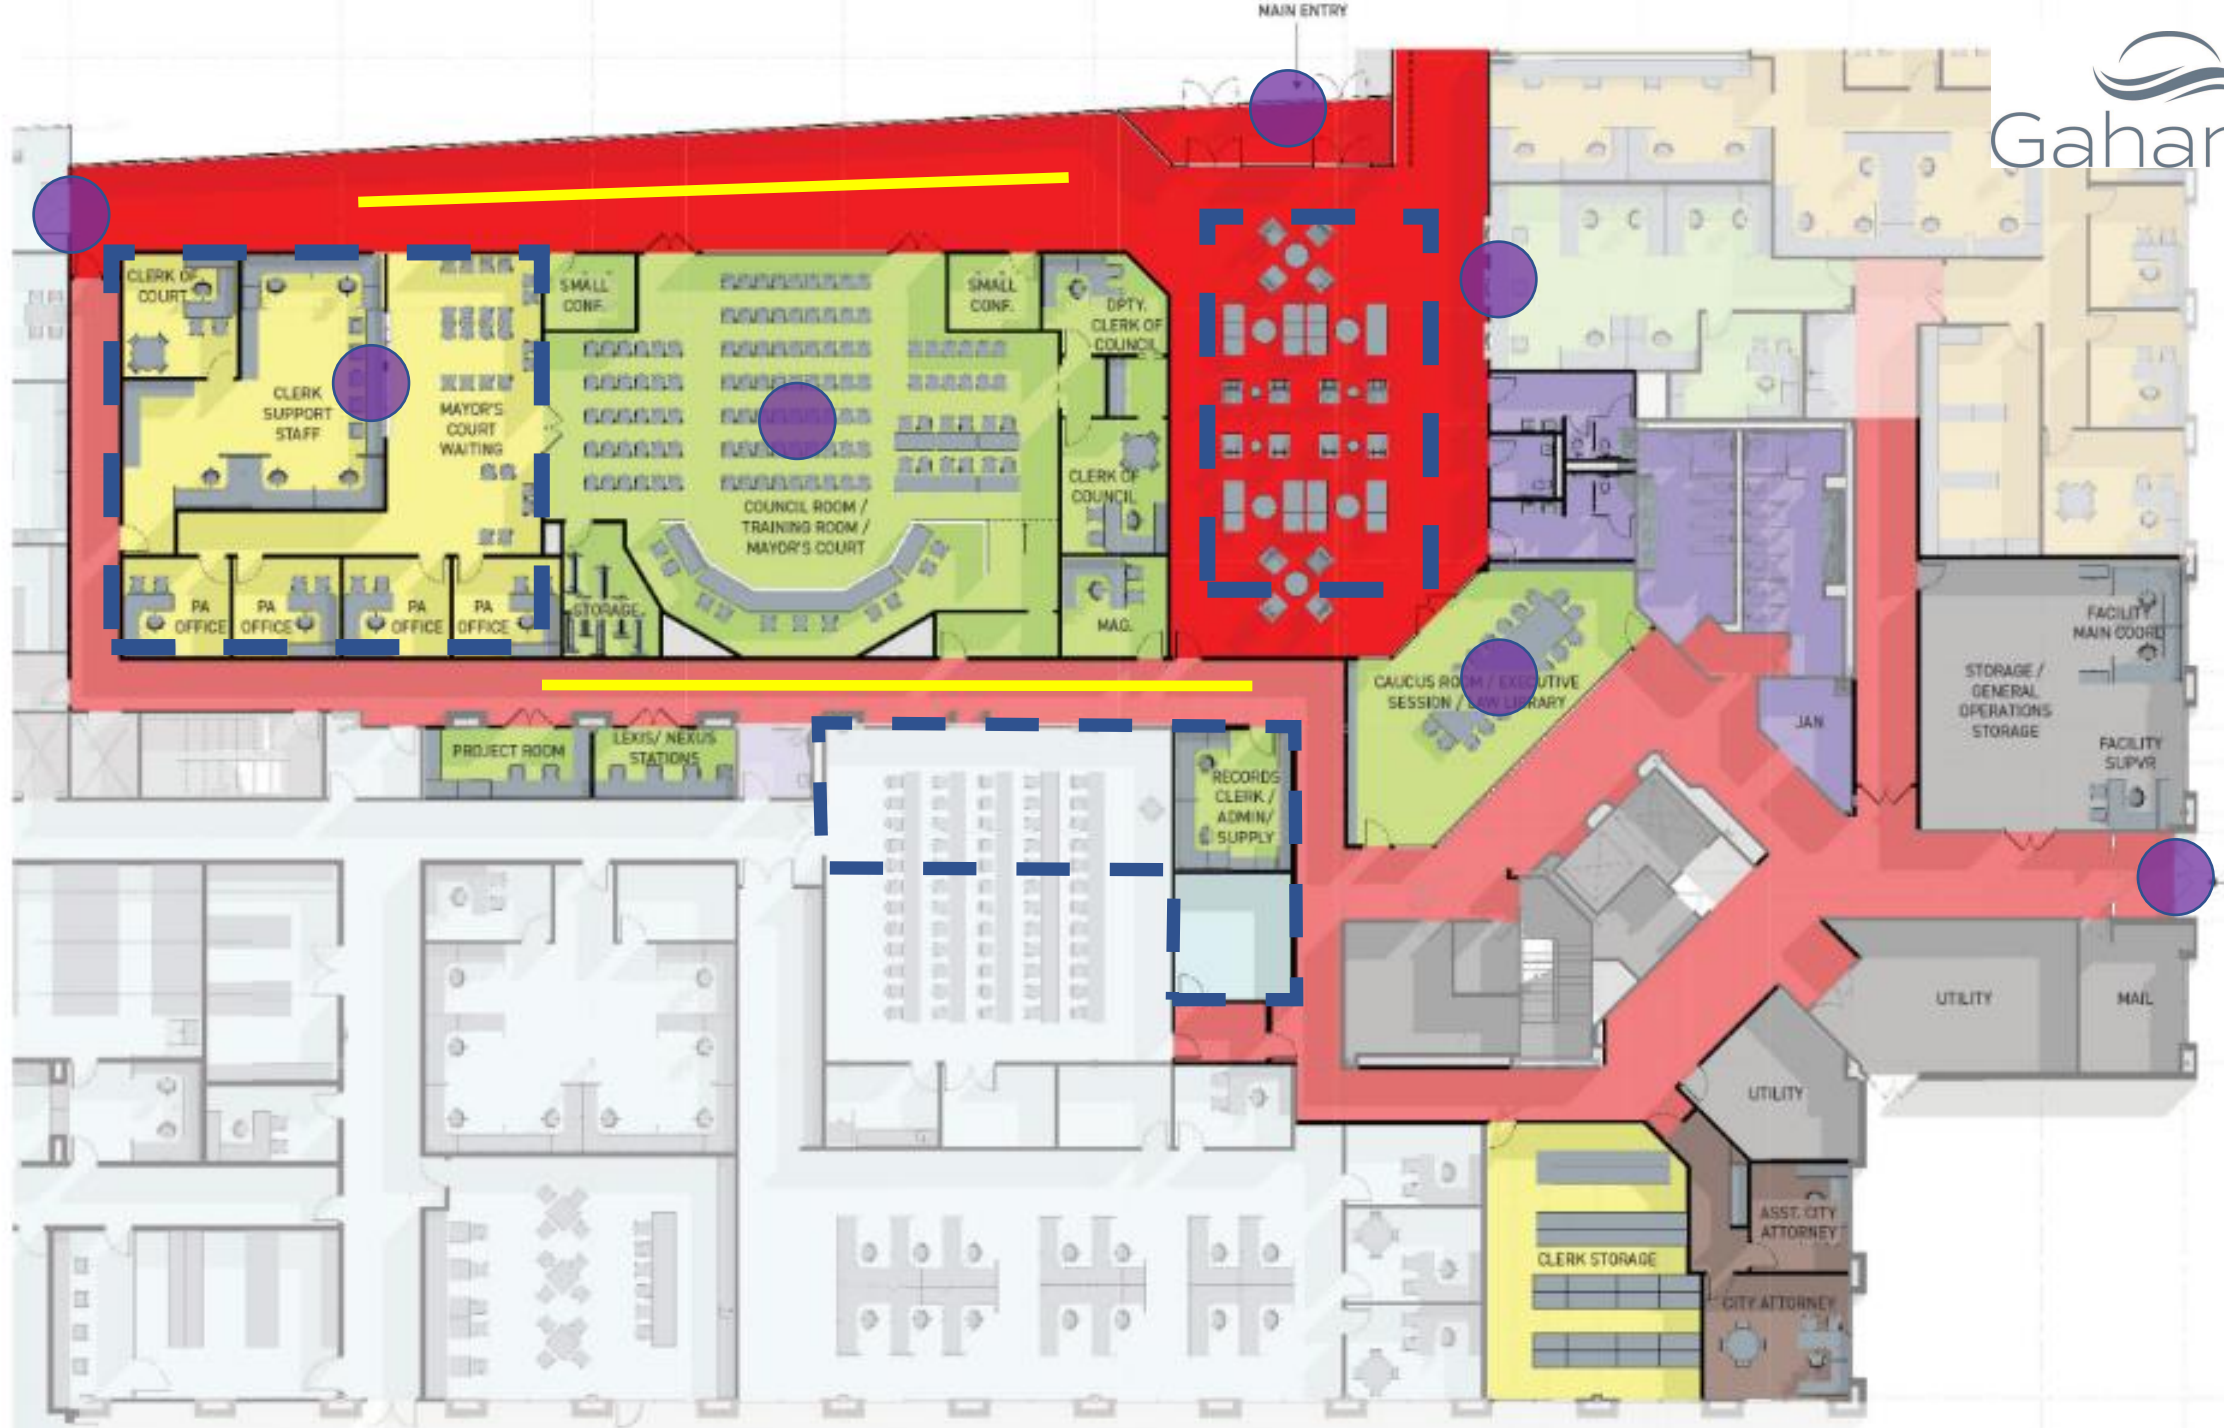 MAIN ENTRY
Gahan
CLERK OF
COURT
SMALL
CONF.
SMALL
CONF.
DPTY.
CLERK OF
COUNCIL
CLERK
SUPPORT
STAFF
MAYOR'S
COURT
WAITING
CLERK OF
COUNCIL
COUNCIL ROOM /
TRAINING ROOM /
MAYOR'S COURT
PA
OFFICE
PA
OFFICE
PA
OFFICE
PA
OFFICE
STORAGE
MAG.
CAUCUS ROOM / EXECUTIVE
SESSION / LAW LIBRARY
FACILITY
MAIN COORD
STORAGE /
GENERAL
OPERATIONS
STORAGE
FACILITY
SUPVR
JAN
PROJECT ROOM
LEXIS/ NEXUS
STATIONS
RECORDS
CLERK /
ADMIN/
SUPPLY
UTILITY
MAIL
UTILITY
ASST. CITY
ATTORNEY
CLERK STORAGE
CITY ATTORNEY